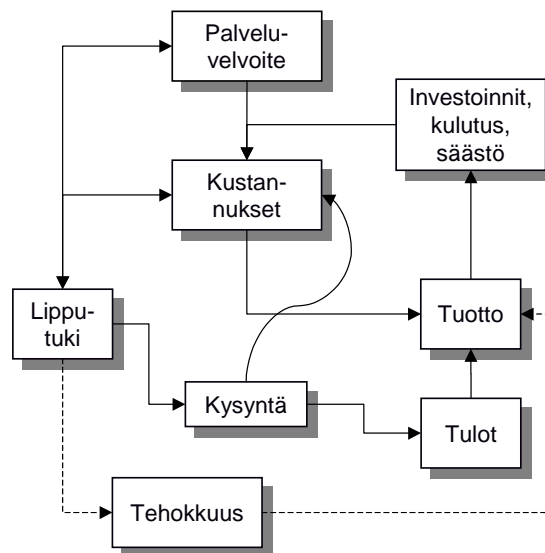 Palvelu-
velvoite
Investoinnit,
kulutus,
säästö
Kustan-
nukset
Lippu-
tuki
Tuotto
Kysyntä
Tulot
Tehokkuus